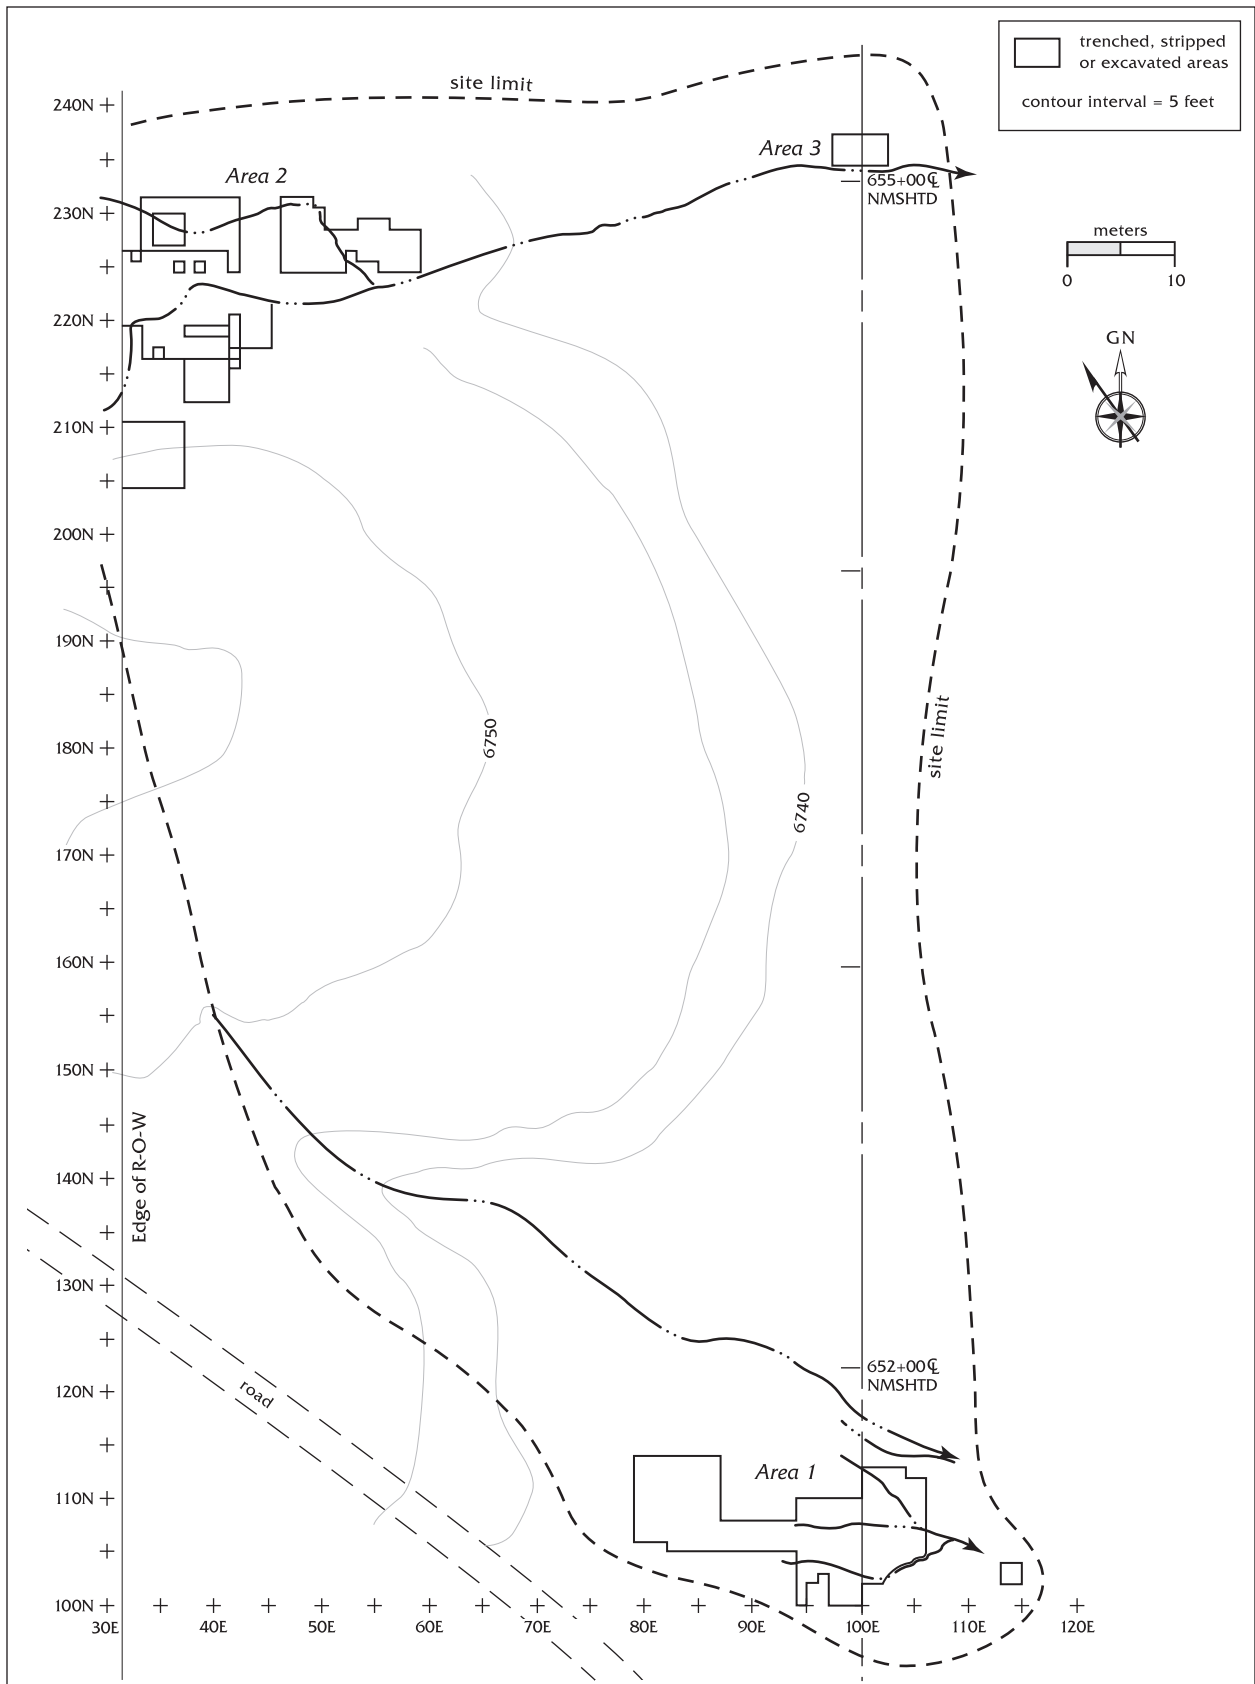 trenched, stripped
or excavated areas
contour interval = 5 feet
site limit
240N
Area 3
655+00 ℄
NMSHTD
Area 2
230N
meters
0 10
220N
GN
210N
200N
190N
site limit
6750
180N
6740
170N
160N
150N
Edge of R-O-W
140N
130N
652+00 ℄
NMSHTD
120N
road
Area 1
110N
100N
30E 40E 50E 60E 70E 80E 90E 100E 110E 120E